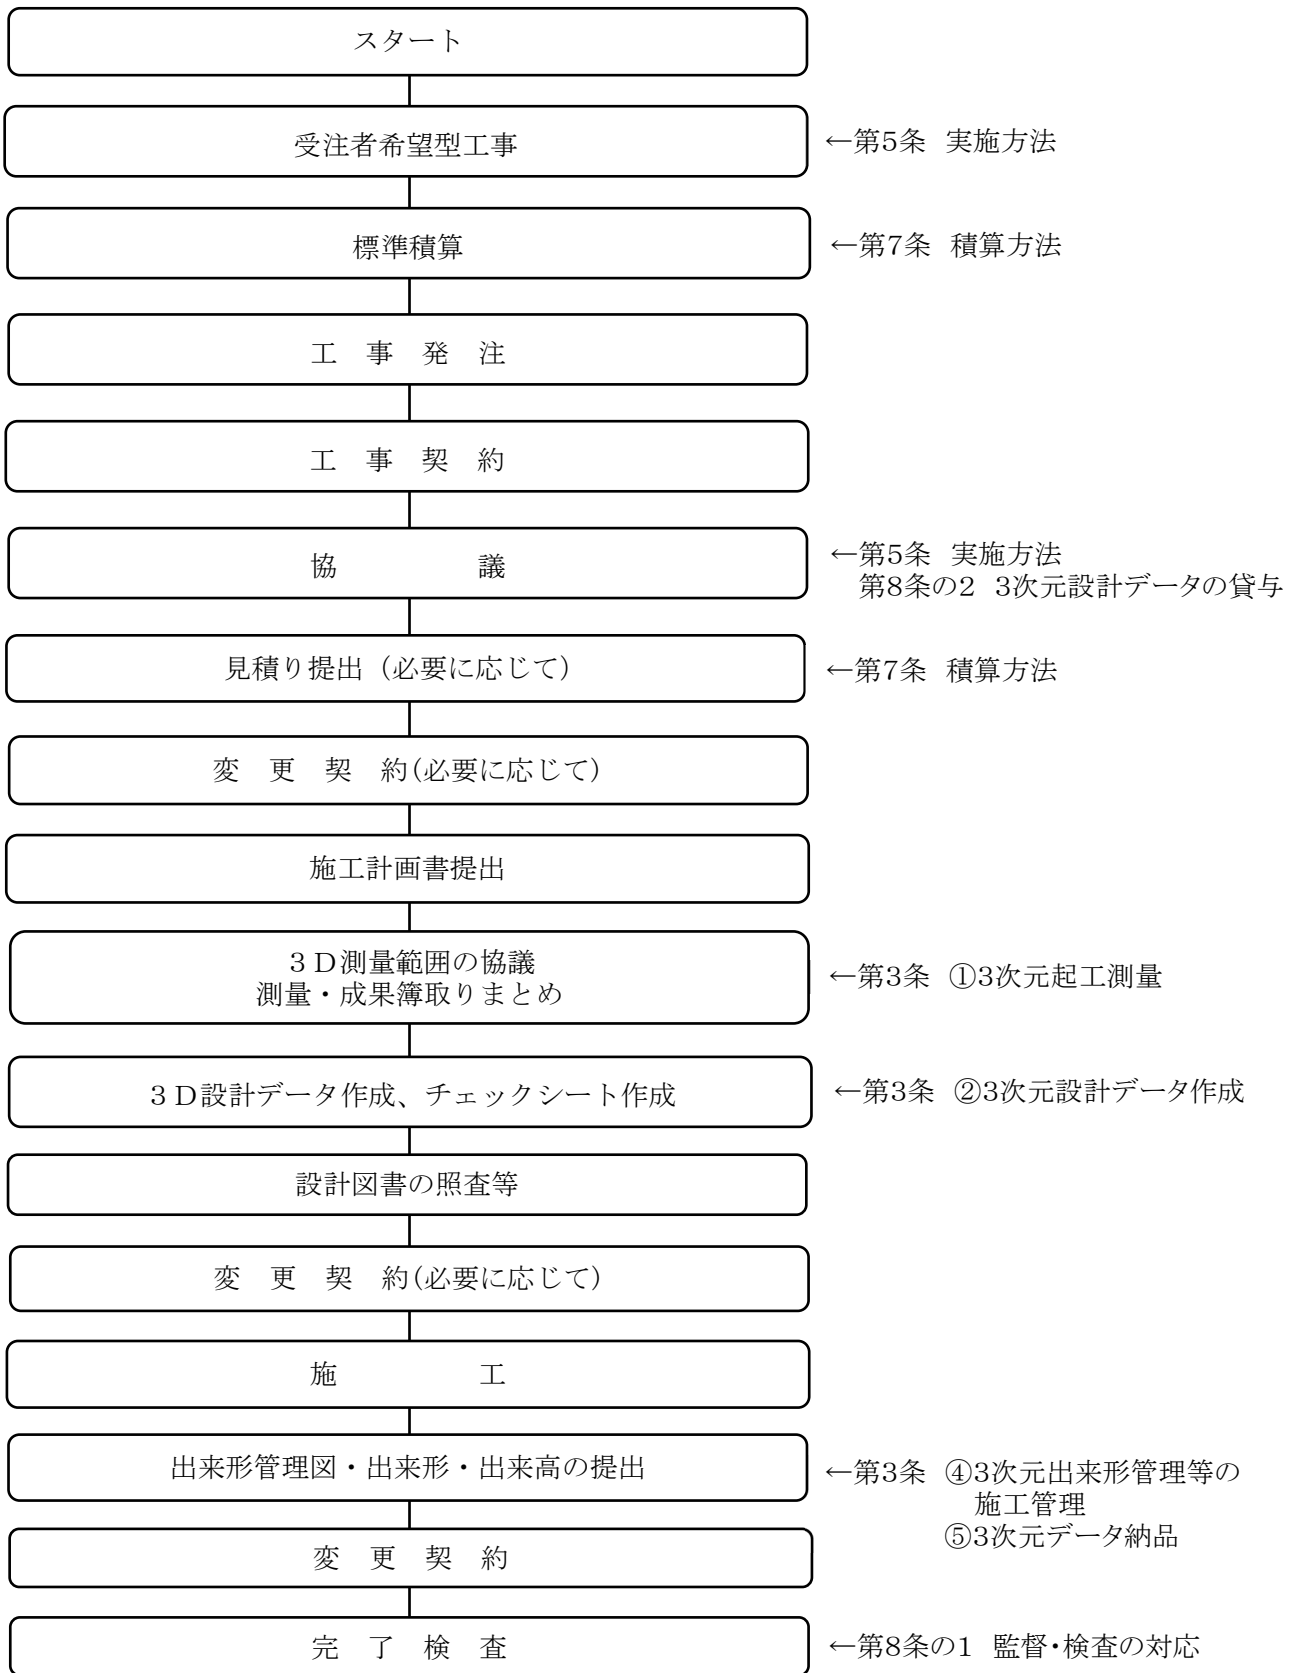 スタート
受注者希望型工事
←第5条 実施方法
標準積算
←第7条 積算方法
工 事 発 注
工 事 契 約
協 議
←第5条 実施方法
第8条の2 3次元設計データの貸与
見積り提出（必要に応じて）
←第7条 積算方法
変 更 契 約(必要に応じて)
施工計画書提出
３Ｄ測量範囲の協議
測量・成果簿取りまとめ
←第3条 ①3次元起工測量
３Ｄ設計データ作成、チェックシート作成
←第3条 ②3次元設計データ作成
設計図書の照査等
変 更 契 約(必要に応じて)
施 工
出来形管理図・出来形・出来高の提出
←第3条 ④3次元出来形管理等の
施工管理
⑤3次元データ納品
変 更 契 約
完 了 検 査
←第8条の1 監督・検査の対応